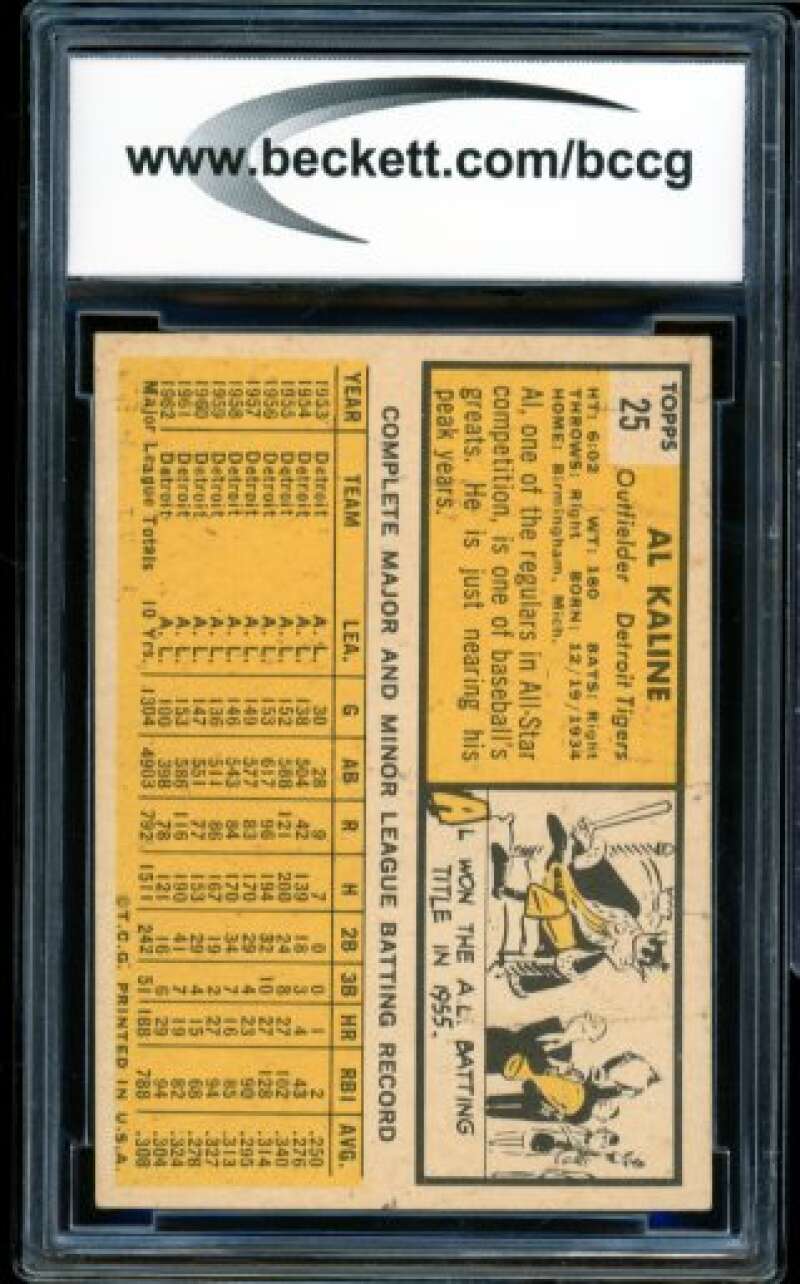 www.beckett.com/bccg
TOPPS
25
AL KALINE
Outfielder Detroit Tigers
HT: 6:02 WT: 180 BATS: Right
THROWS: Right BORN: 12/19/1934
HOME: Birmingham, Mich.
Al, one of the regulars in All-Star
competition, is one of baseball's
greats. He is just nearing his
peak years.
AL WON THE A.L. BATTING
TITLE IN 1955.
COMPLETE MAJOR AND MINOR LEAGUE BATTING RECORD
YEAR TEAM LEA. G AB R H 2B 3B HR RBI AVG.
1953 Detroit A. L. 30 28 9 7 0 0 1 2 .250
1954 Detroit A. L. 138 504 42 139 18 3 4 43 .276
1955 Detroit A. L. 152 588 121 200 24 8 27 102 .340
1956 Detroit A. L. 153 617 96 194 32 10 27 128 .314
1957 Detroit A. L. 149 577 83 170 29 4 23 90 .295
1958 Detroit A. L. 146 543 84 170 34 7 16 85 .313
1959 Detroit A. L. 136 511 86 167 19 2 27 94 .327
1960 Detroit A. L. 147 551 77 153 29 4 15 68 .278
1961 Detroit A. L. 153 586 116 190 41 7 19 82 .324
1962 Detroit A. L. 100 398 78 121 16 6 29 94 .304
Major League Totals 10 Yrs. 1304 4903 792 1511 242 51 188 788 .308
©T.C.G. PRINTED IN U.S.A.